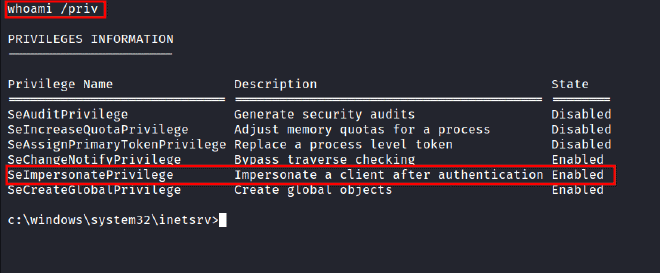 whoami /priv
PRIVILEGES INFORMATION
----------------------
Privilege Name Description State
============================= ========================================= ========
SeAuditPrivilege Generate security audits Disabled
SeIncreaseQuotaPrivilege Adjust memory quotas for a process Disabled
SeAssignPrimaryTokenPrivilege Replace a process level token Disabled
SeChangeNotifyPrivilege Bypass traverse checking Enabled
SeImpersonatePrivilege Impersonate a client after authentication Enabled
SeCreateGlobalPrivilege Create global objects Enabled
c:\windows\system32\inetsrv>